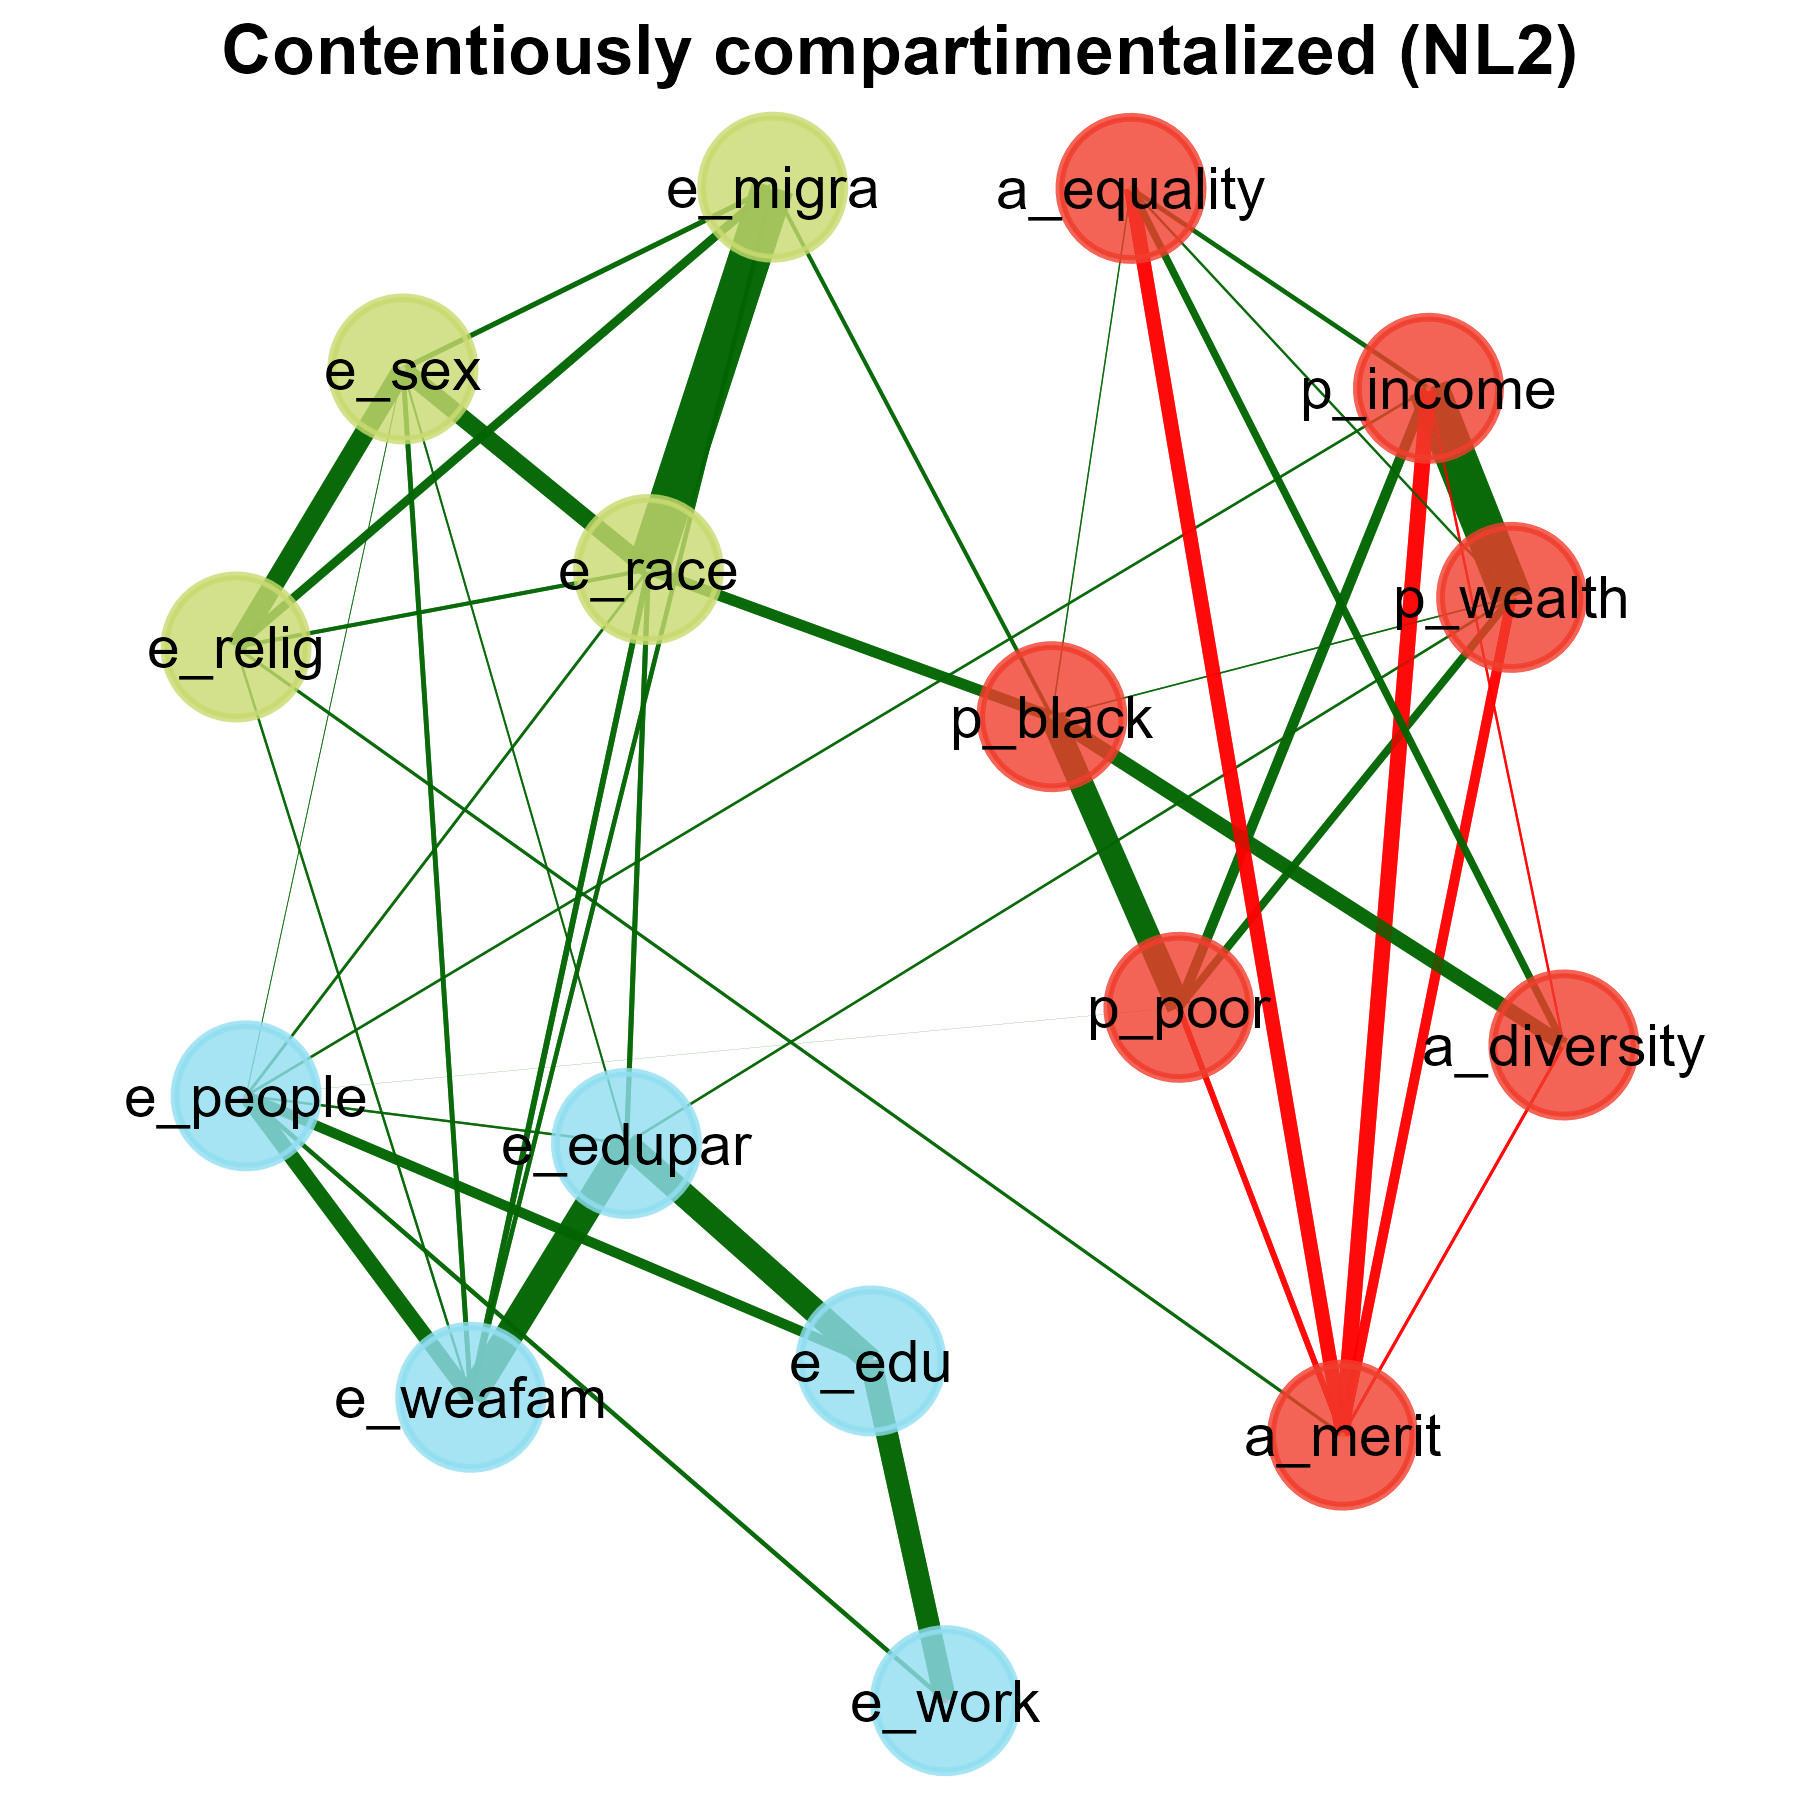 Contentiously compartimentalized (NL2)
e_migra
a_equality
e_sex
p_income
e_race
p_wealth
e_relig
p_black
p_poor
a_diversity
e_people
e_edupar
e_edu
e_weafam
a_merit
e_work